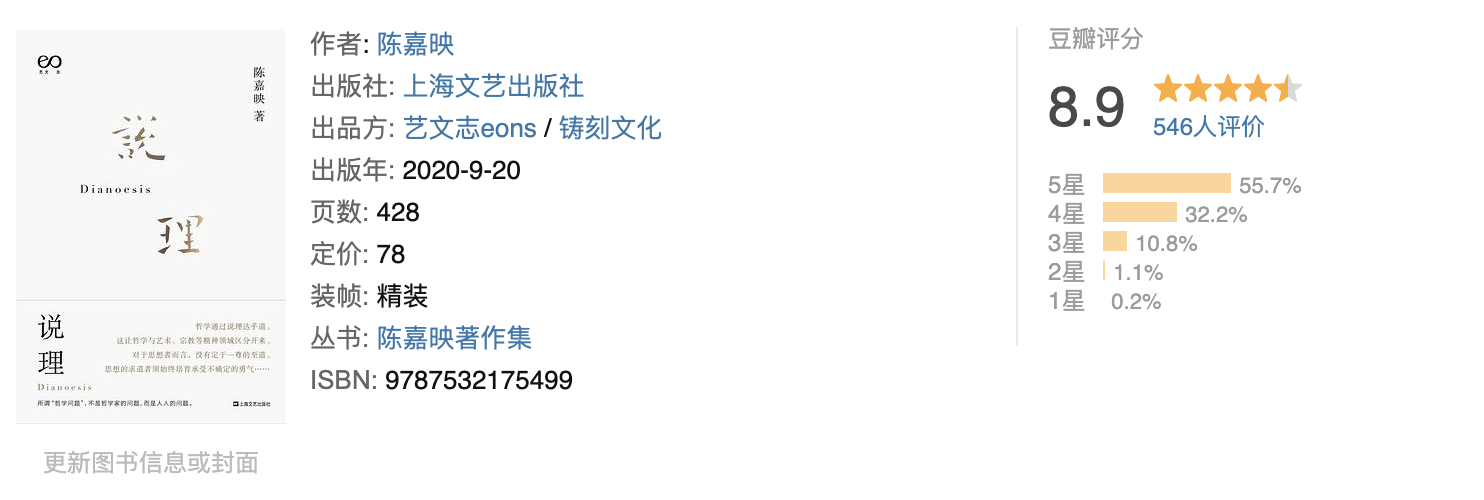 eo
艺文志
陈嘉映 著
説
Dianoesis
理
说
理
Dianoesis
哲学通过说理达乎道。
这让哲学与艺术、宗教等精神领域区分开来。
对于思想者而言，没有定于一尊的至道。
思想的求道者须始终培育承受不确定的勇气……
所谓“哲学问题”，不是哲学家的问题，而是人人的问题。
上海文艺出版社
更新图书信息或封面
作者: 陈嘉映
出版社: 上海文艺出版社
出品方: 艺文志eons / 铸刻文化
出版年: 2020-9-20
页数: 428
定价: 78
装帧: 精装
丛书: 陈嘉映著作集
ISBN: 9787532175499
豆瓣评分
8.9
546人评价
5星 55.7%
4星 32.2%
3星 10.8%
2星 1.1%
1星 0.2%